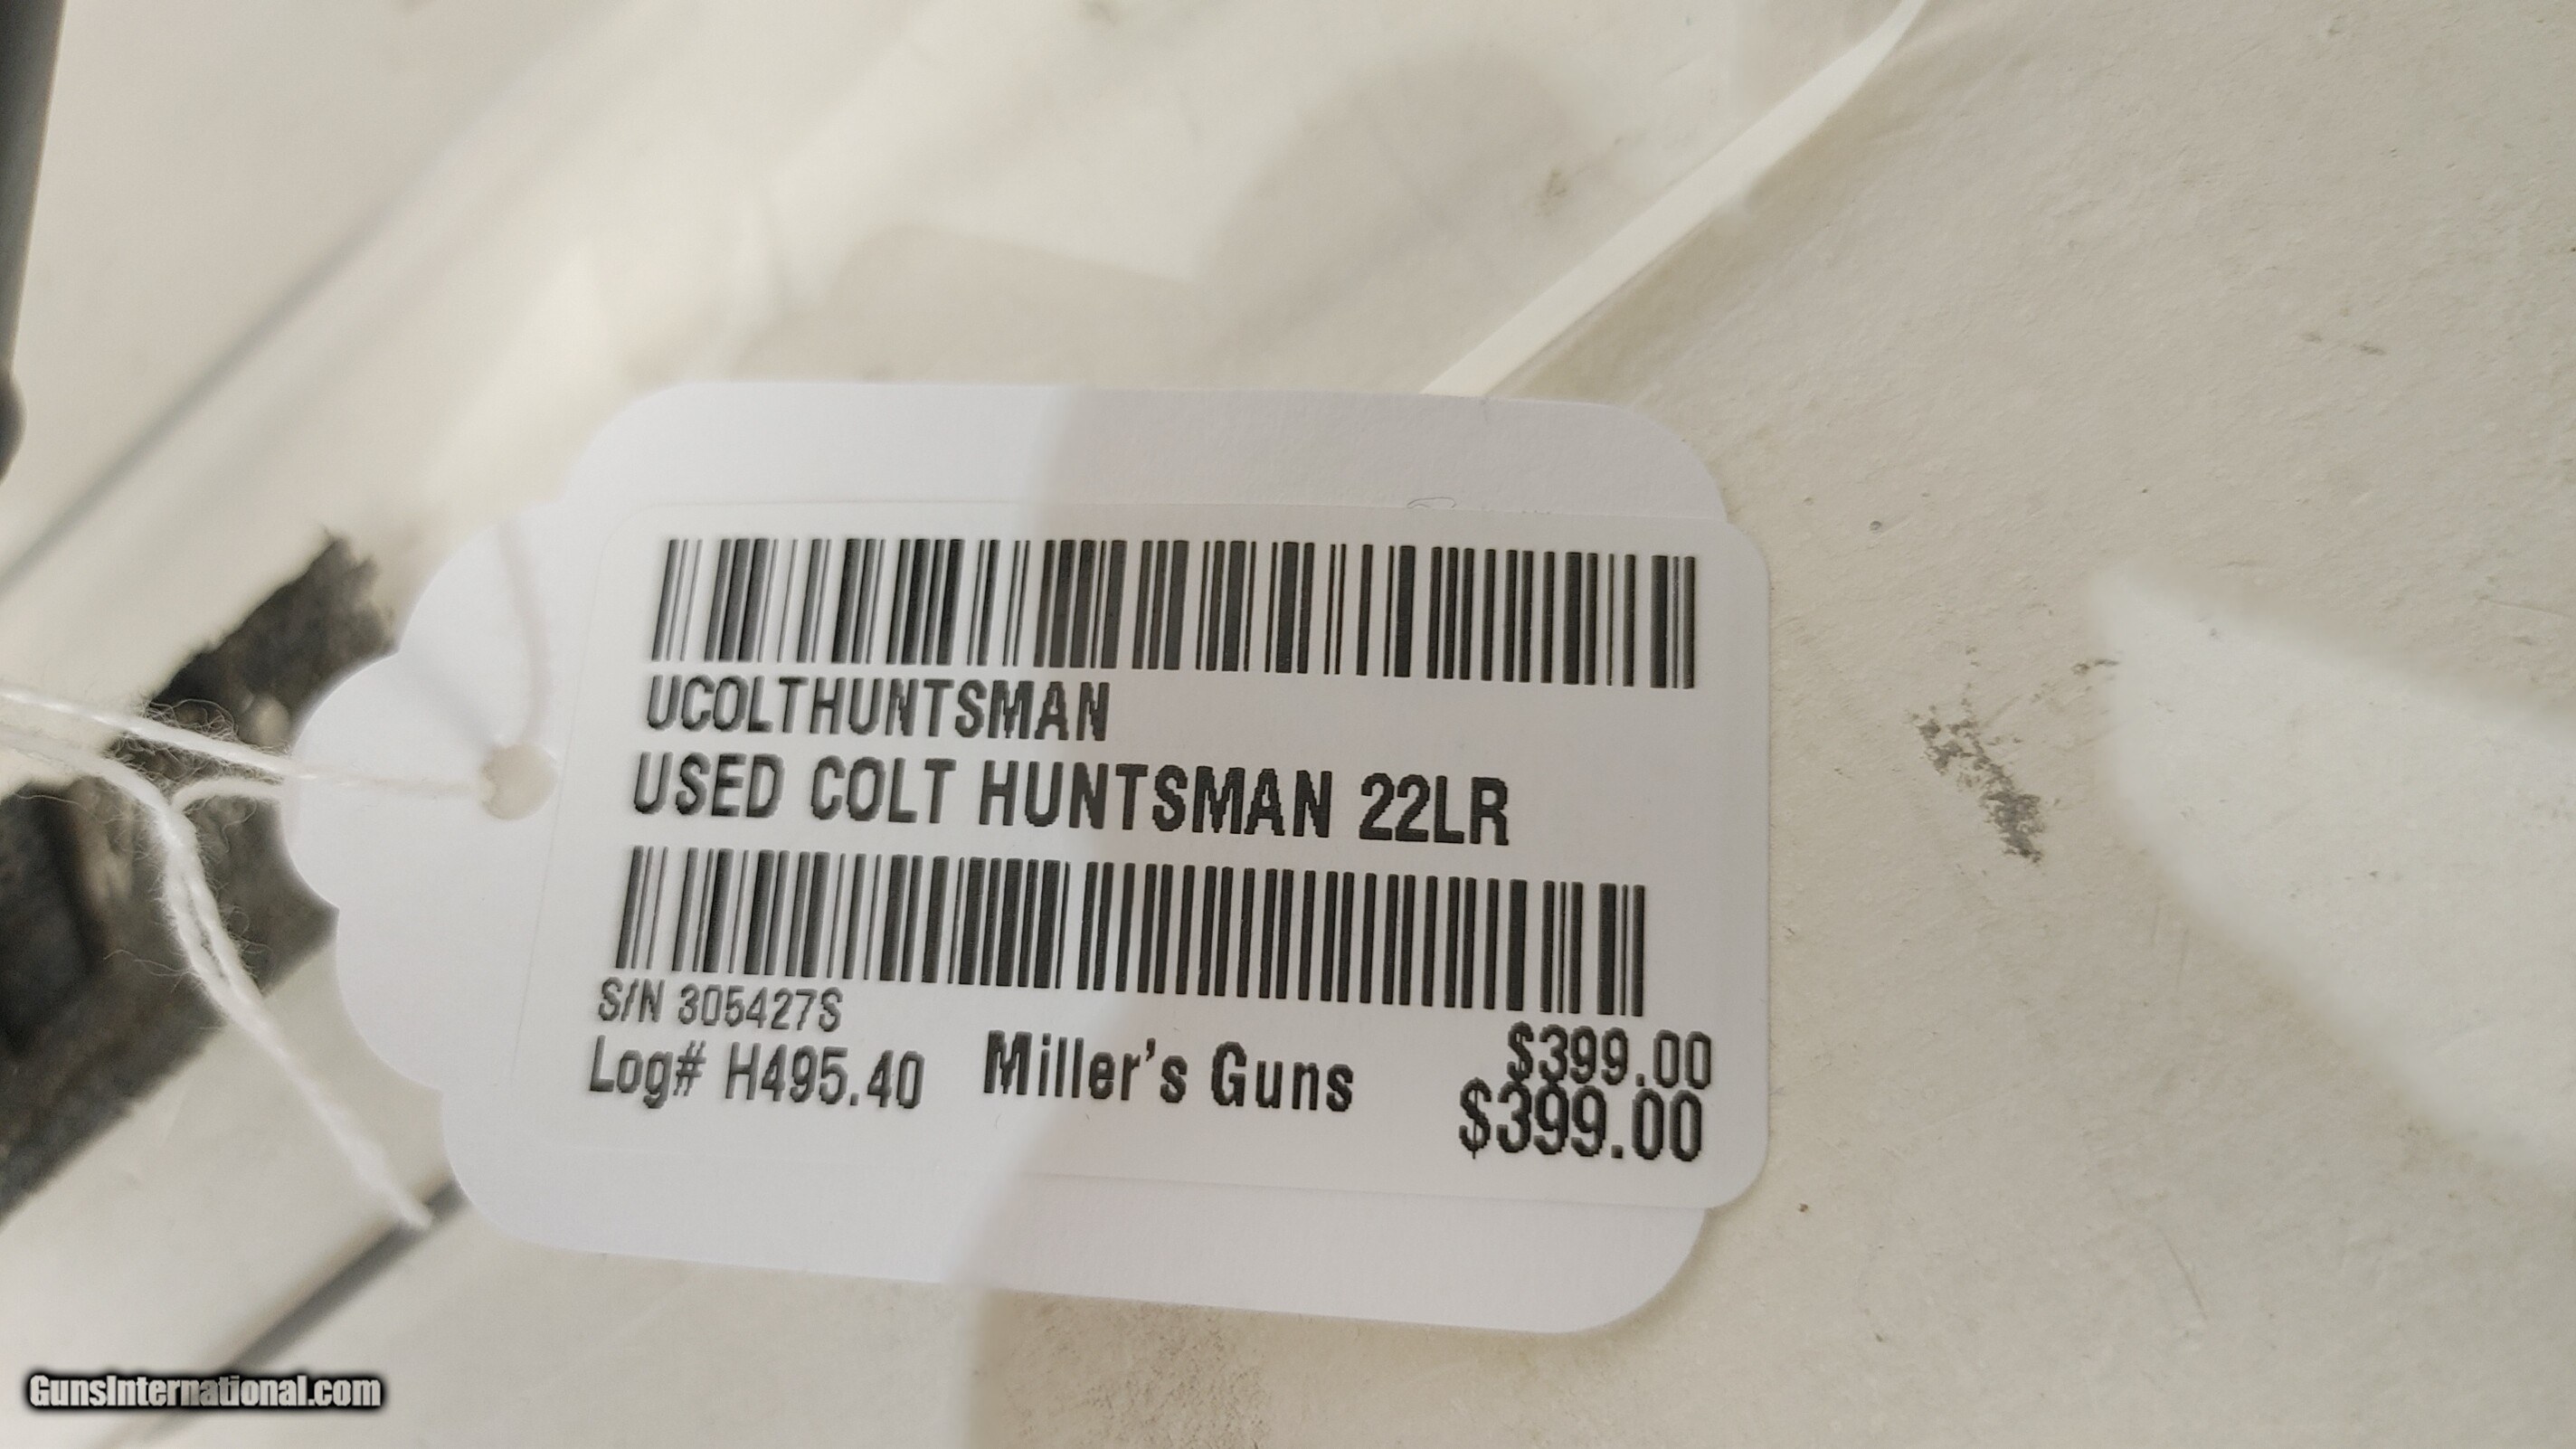 UCOLTHUNTSMAN
USED COLT HUNTSMAN 22LR
S/N 305427S
$399.00
Log# H495.40 Miller's Guns
$399.00
GunsInternational.com